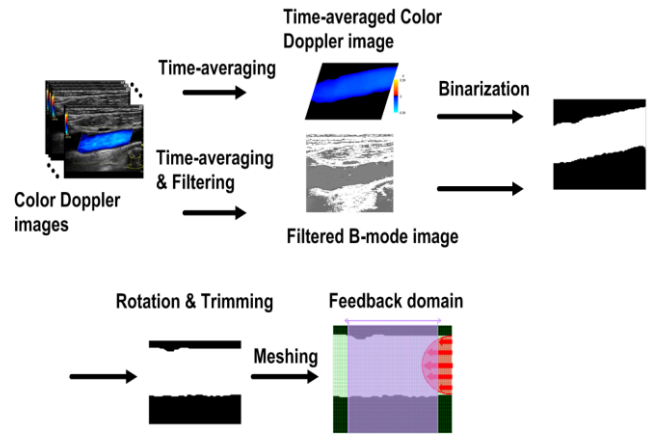 Time-averaged Color
Doppler image
Time-averaging
Binarization
Time-averaging
& Filtering
Color Doppler
images
Filtered B-mode image
Rotation & Trimming
Feedback domain
Meshing